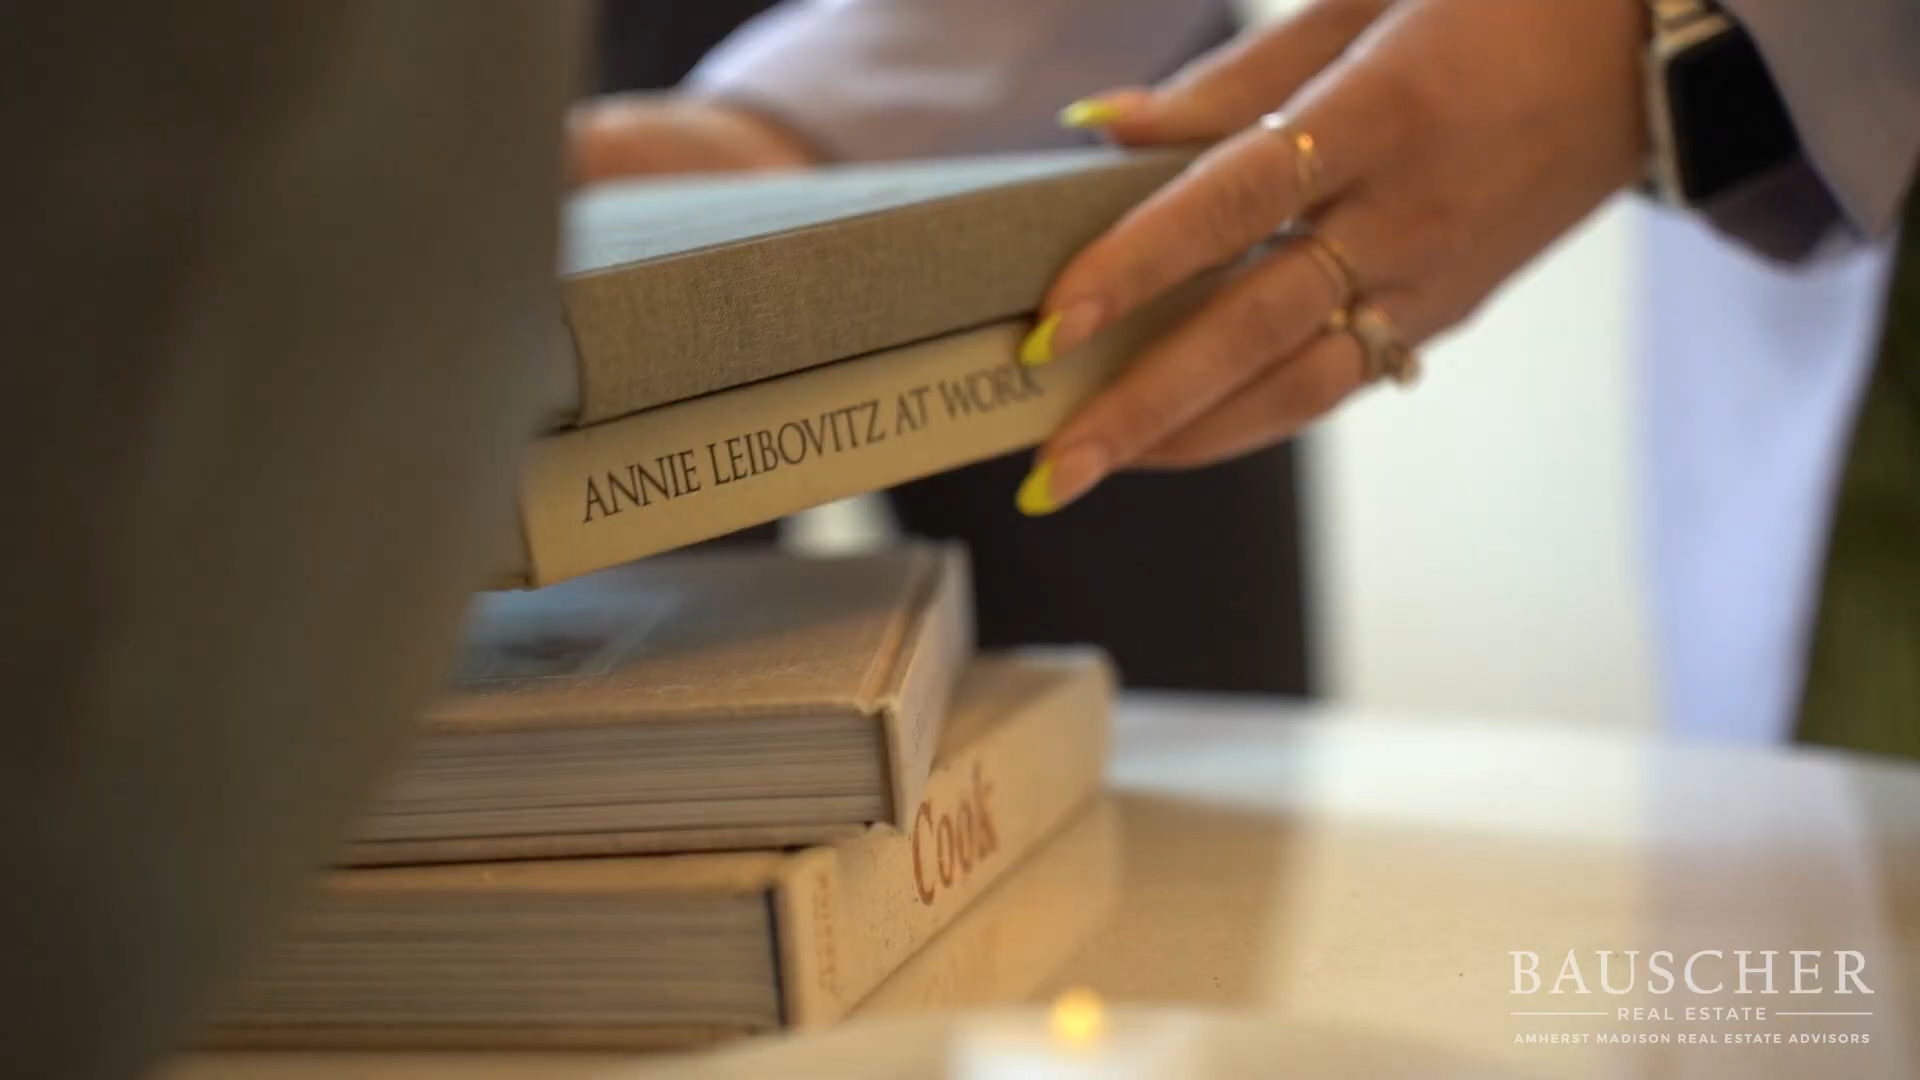 ANNIE LEIBOVITZ AT WORK
Cook
BAUSCHER
REAL ESTATE
AMHERST MADISON REAL ESTATE ADVISORS